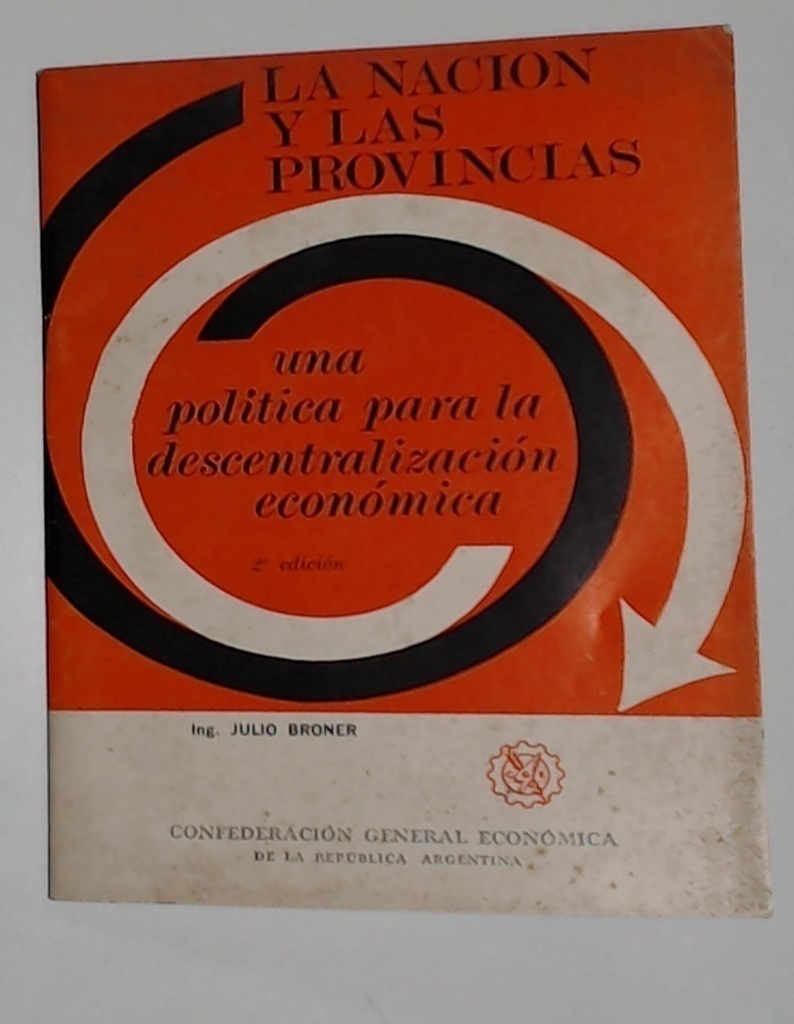 LA NACION
Y LAS
PROVINCIAS
una
politica para la
descentralización
económica
2ª edición
Ing. JULIO BRONER
CONFEDERACIÓN GENERAL ECONÓMICA
DE LA REPÚBLICA ARGENTINA